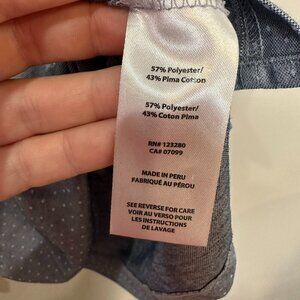 57% Polyester/
43% Pima Cotton
57% Polyester/
43% Coton Pima
RN# 123280
CA# 07099
MADE IN PERU
FABRIQUÉ AU PÉROU
SEE REVERSE FOR CARE
VOIR AU VERSO POUR
LES INSTRUCTIONS
DE LAVAGE